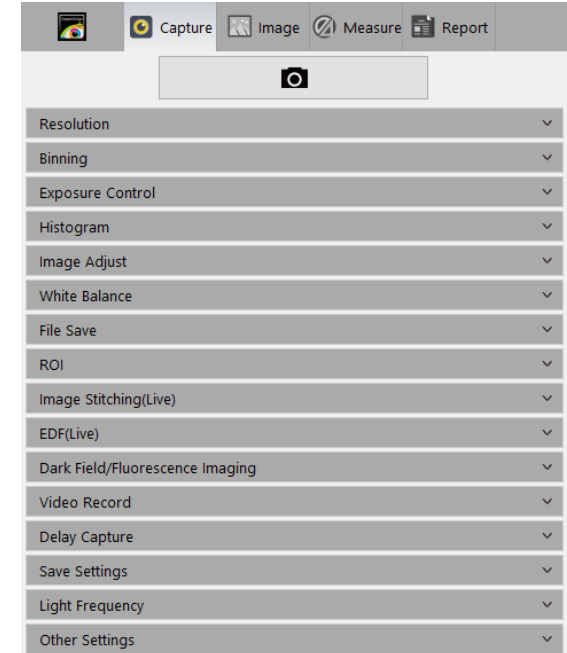 Capture Image Measure Report
Resolution
Binning
Exposure Control
Histogram
Image Adjust
White Balance
File Save
ROI
Image Stitching(Live)
EDF(Live)
Dark Field/Fluorescence Imaging
Video Record
Delay Capture
Save Settings
Light Frequency
Other Settings